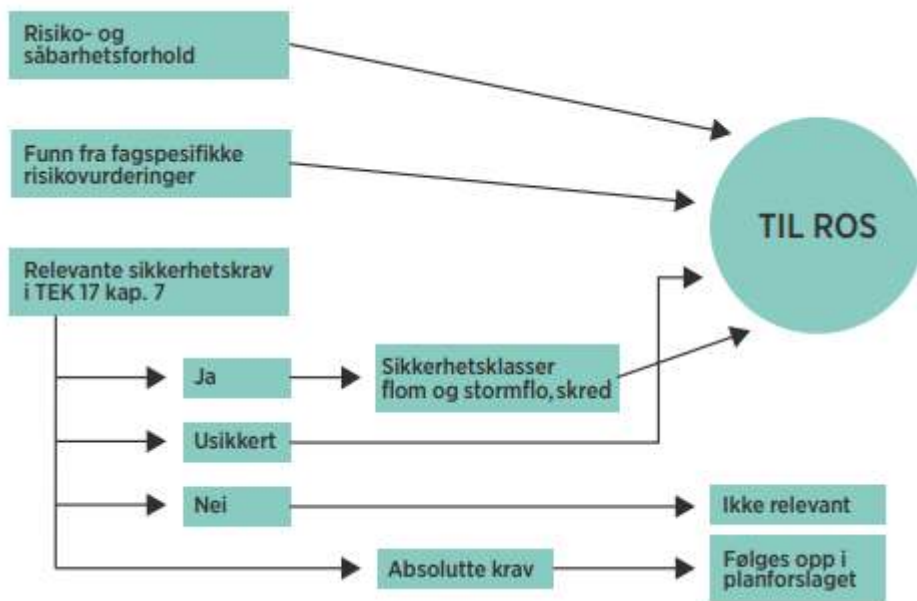 Risiko- og
såbarhetsforhold
Funn fra fagspesifikke
risikovurderinger
TIL ROS
Relevante sikkerhetskrav
i TEK 17 kap. 7
Ja
Sikkerhetsklasser
flom og stormflo, skred
Usikkert
Nei
Ikke relevant
Absolutte krav
Følges opp i
planforslaget